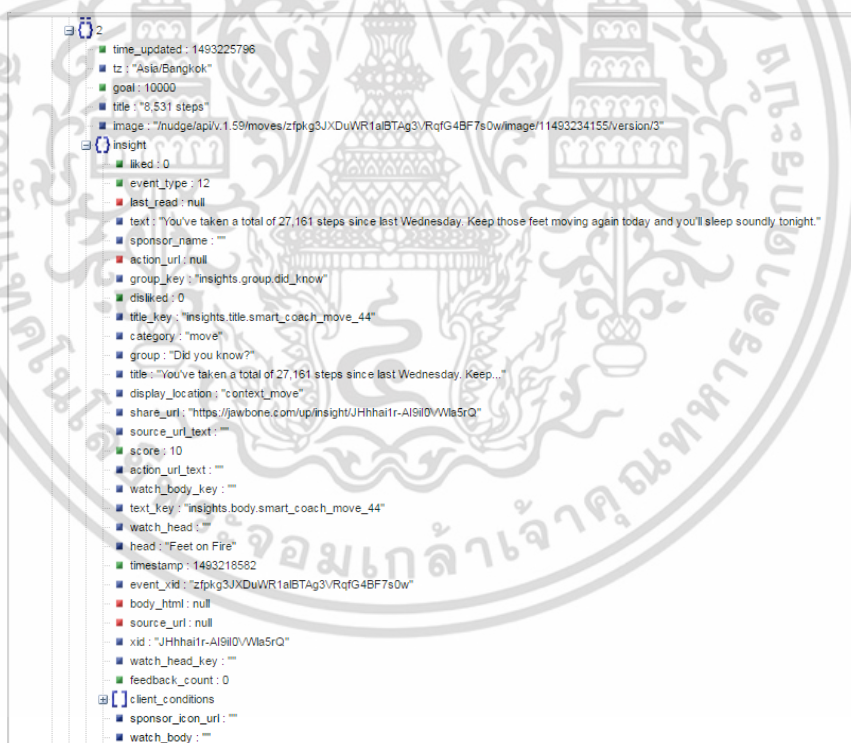 2
time_updated : 1493225796
tz : "Asia/Bangkok"
goal : 10000
title : "8,531 steps"
image : "/nudge/api/v.1.59/moves/zfpkg3JXDuWR1alBTAg3VRqfG4BF7s0w/image/11493234155/version/3"
insight
liked : 0
event_type : 12
last_read : null
text : "You've taken a total of 27,161 steps since last Wednesday. Keep those feet moving again today and you'll sleep soundly tonight."
sponsor_name : ""
action_url : null
group_key : "insights.group.did_know"
disliked : 0
title_key : "insights.title.smart_coach_move_44"
category : "move"
group : "Did you know?"
title : "You've taken a total of 27,161 steps since last Wednesday. Keep..."
display_location : "context_move"
share_url : "https://jawbone.com/up/insight/JHhhai1r-AI9il0VWla5rQ"
source_url_text : ""
score : 10
action_url_text : ""
watch_body_key : ""
text_key : "insights.body.smart_coach_move_44"
watch_head : ""
head : "Feet on Fire"
timestamp : 1493218582
event_xid : "zfpkg3JXDuWR1alBTAg3VRqfG4BF7s0w"
body_html : null
source_url : null
xid : "JHhhai1r-AI9il0VWla5rQ"
watch_head_key : ""
feedback_count : 0
client_conditions
sponsor_icon_url : ""
watch_body : ""